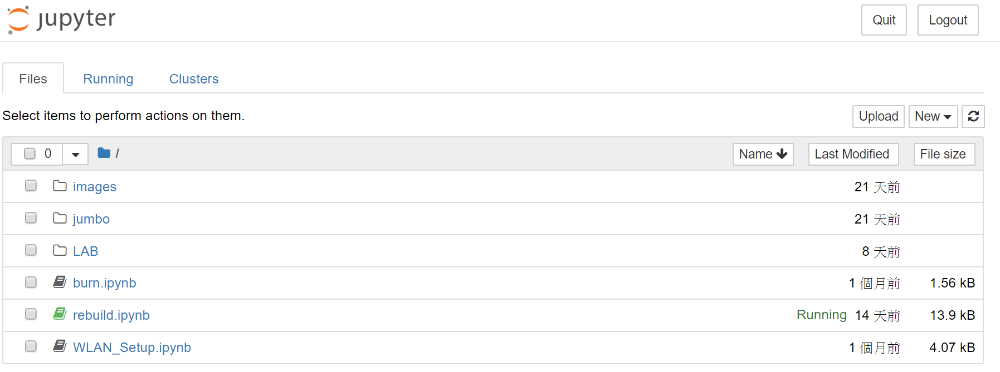 jupyter
Quit Logout
Files Running Clusters
Select items to perform actions on them.
Upload New
0 / Name Last Modified File size
images 21 天前
jumbo 21 天前
LAB 8 天前
burn.ipynb 1 個月前 1.56 kB
rebuild.ipynb Running 14 天前 13.9 kB
WLAN_Setup.ipynb 1 個月前 4.07 kB